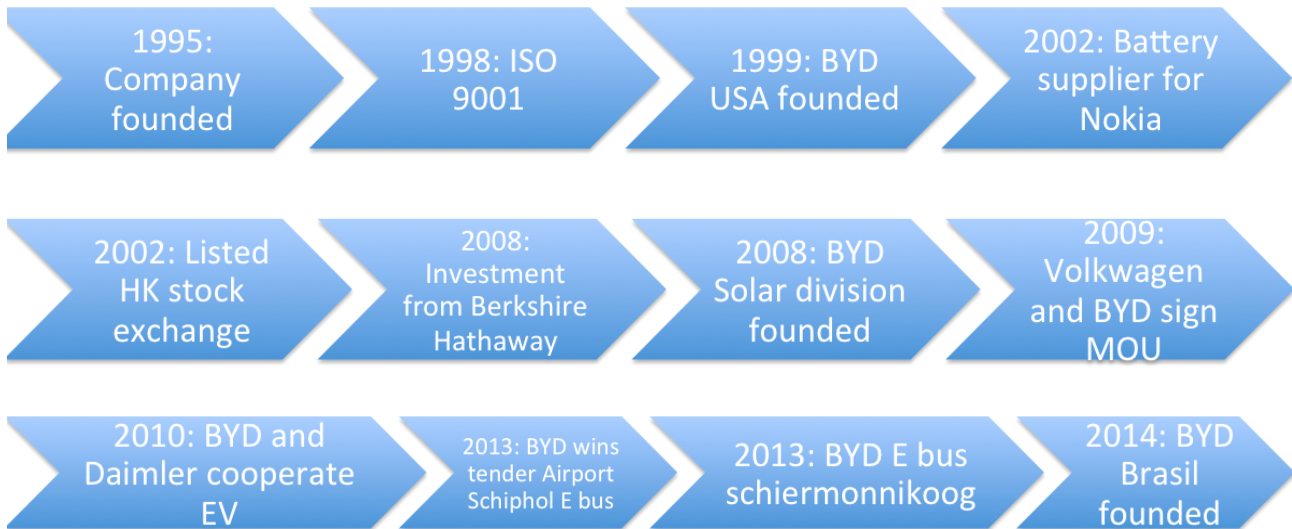 1995:
Company
founded
1998: ISO
9001
1999: BYD
USA founded
2002: Battery
supplier for
Nokia
2002: Listed
HK stock
exchange
2008:
Investment
from Berkshire
Hathaway
2008: BYD
Solar division
founded
2009:
Volkwagen
and BYD sign
MOU
2010: BYD and
Daimler cooperate
EV
2013: BYD wins
tender Airport
Schiphol E bus
2013: BYD E bus
schiermonnikoog
2014: BYD
Brasil
founded